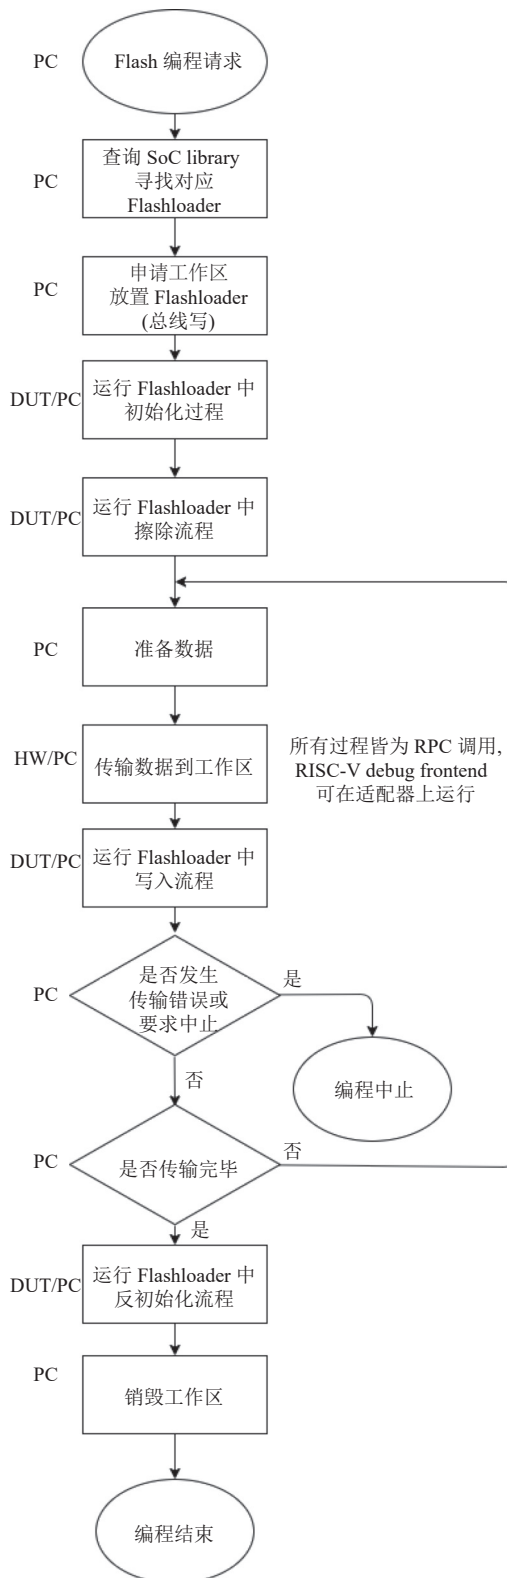 PC
Flash 编程请求
PC
查询 SoC library
寻找对应
Flashloader
PC
申请工作区
放置 Flashloader
(总线写)
DUT/PC
运行 Flashloader 中
初始化过程
DUT/PC
运行 Flashloader 中
擦除流程
PC
准备数据
HW/PC
传输数据到工作区
所有过程皆为 RPC 调用,
RISC-V debug frontend
可在适配器上运行
DUT/PC
运行 Flashloader 中
写入流程
PC
是否发生
传输错误或
要求中止
是
编程中止
否
PC
是否传输完毕
否
是
DUT/PC
运行 Flashloader 中
反初始化流程
PC
销毁工作区
编程结束